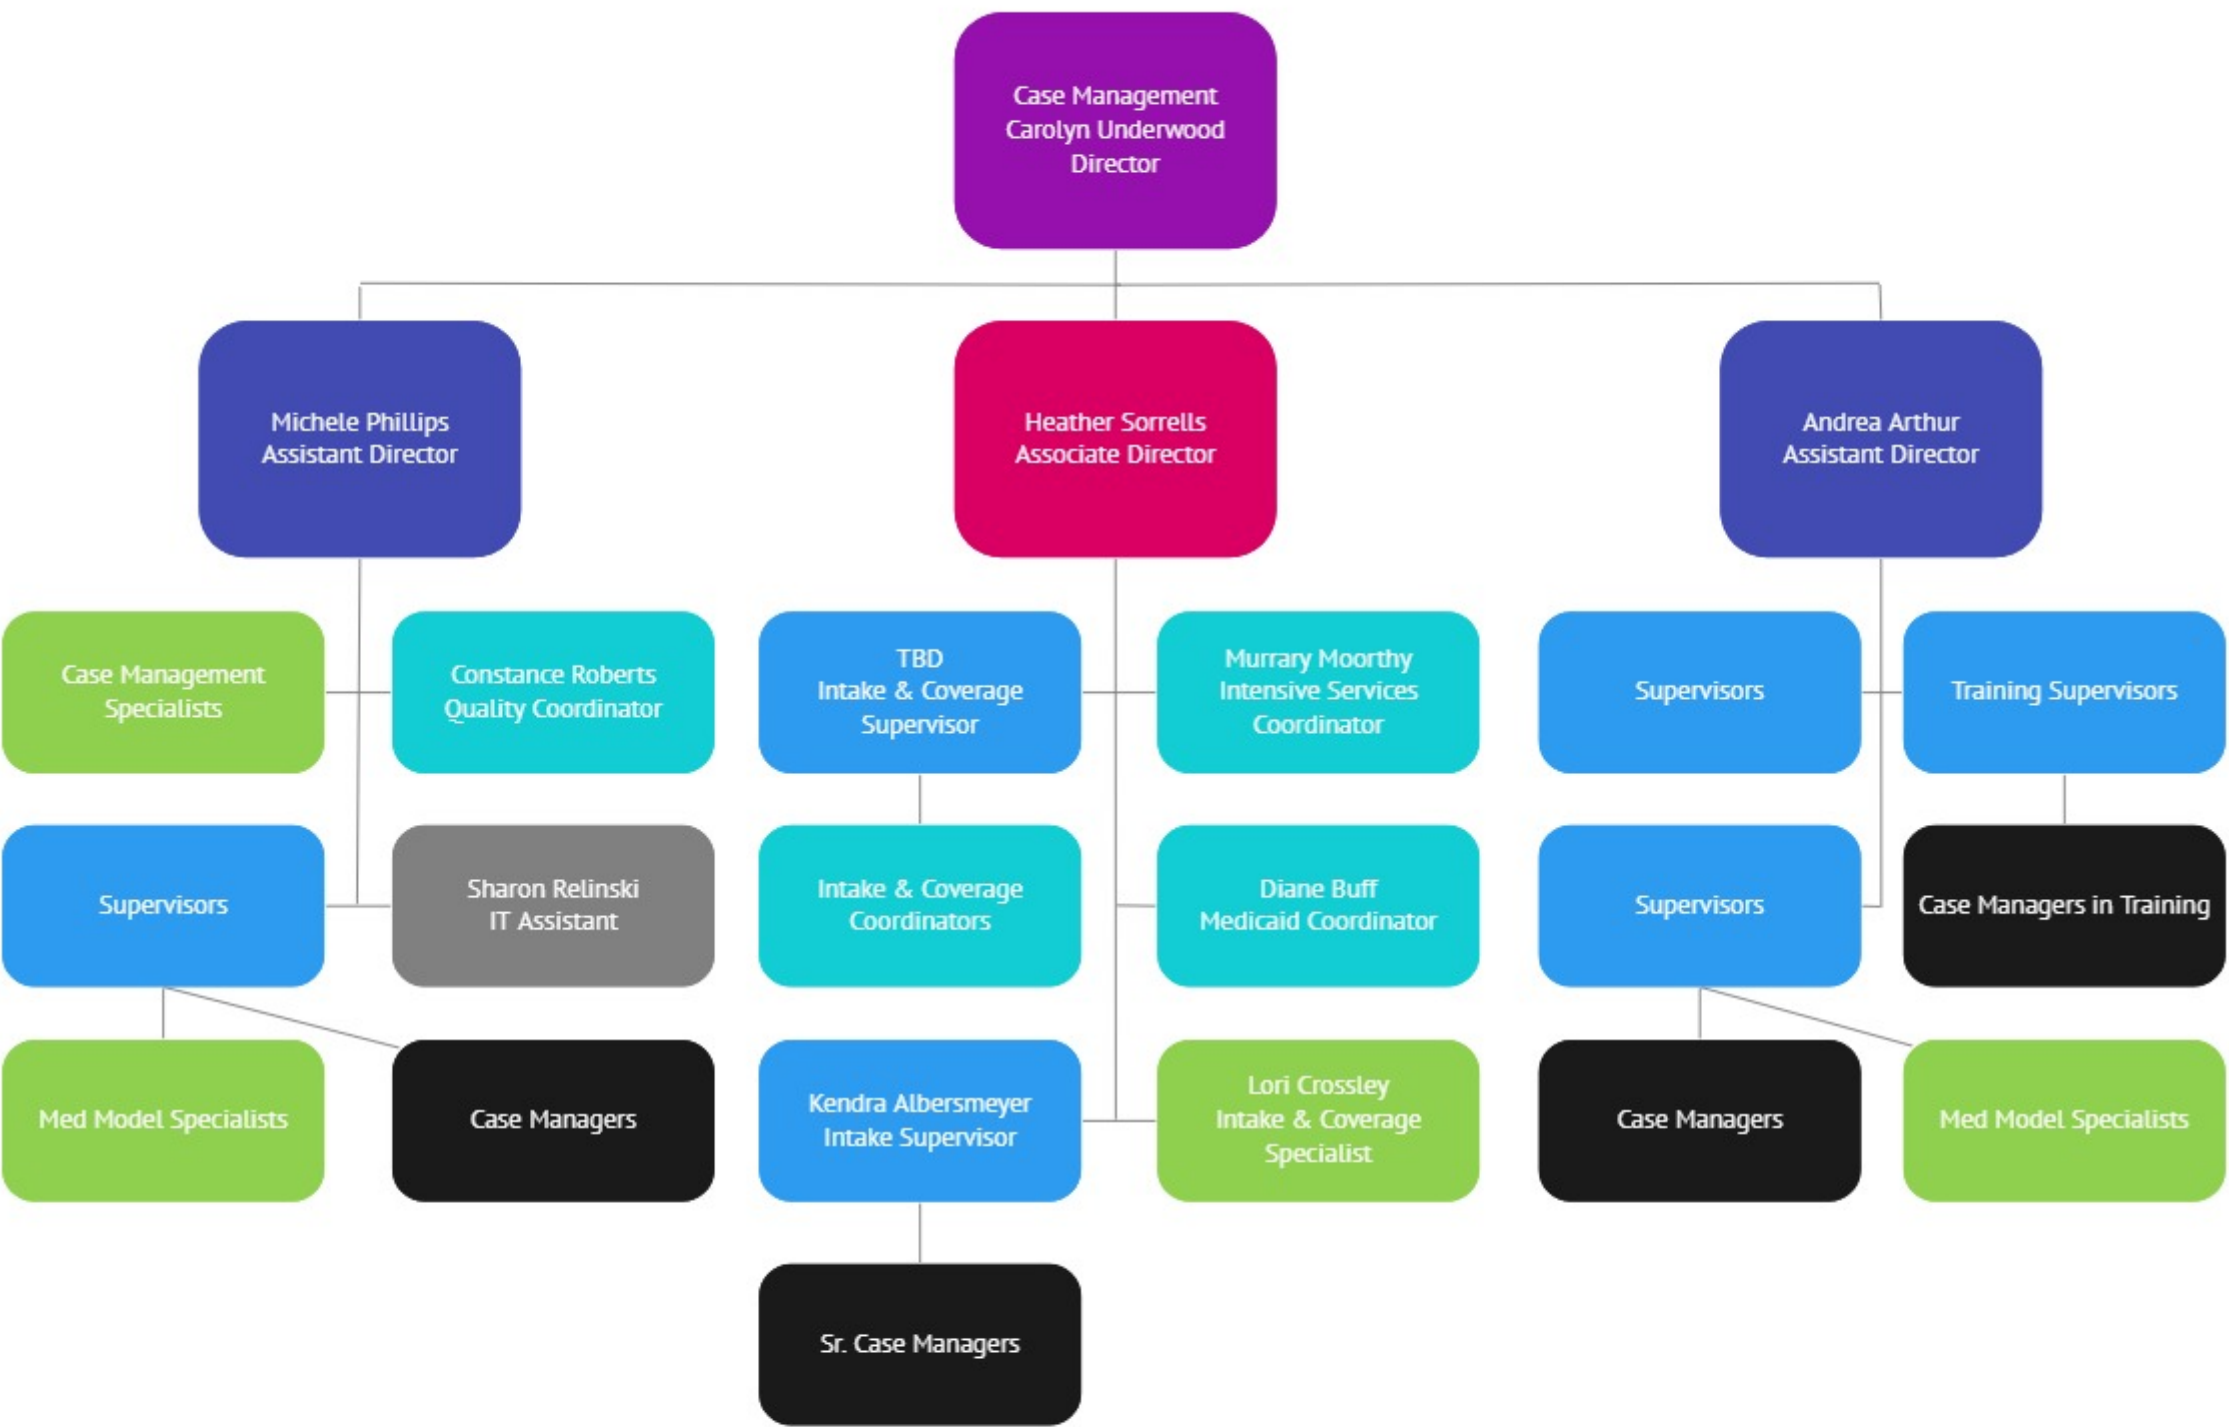 Case Management
Carolyn Underwood
Director
Michele Phillips
Assistant Director
Heather Sorrells
Associate Director
Andrea Arthur
Assistant Director
Case Management
Specialists
Constance Roberts
Quality Coordinator
TBD
Intake & Coverage
Supervisor
Murrary Moorthy
Intensive Services
Coordinator
Supervisors
Training Supervisors
Supervisors
Sharon Relinski
IT Assistant
Intake & Coverage
Coordinators
Diane Buff
Medicaid Coordinator
Supervisors
Case Managers in Training
Med Model Specialists
Case Managers
Kendra Albersmeyer
Intake Supervisor
Lori Crossley
Intake & Coverage
Specialist
Case Managers
Med Model Specialists
Sr. Case Managers